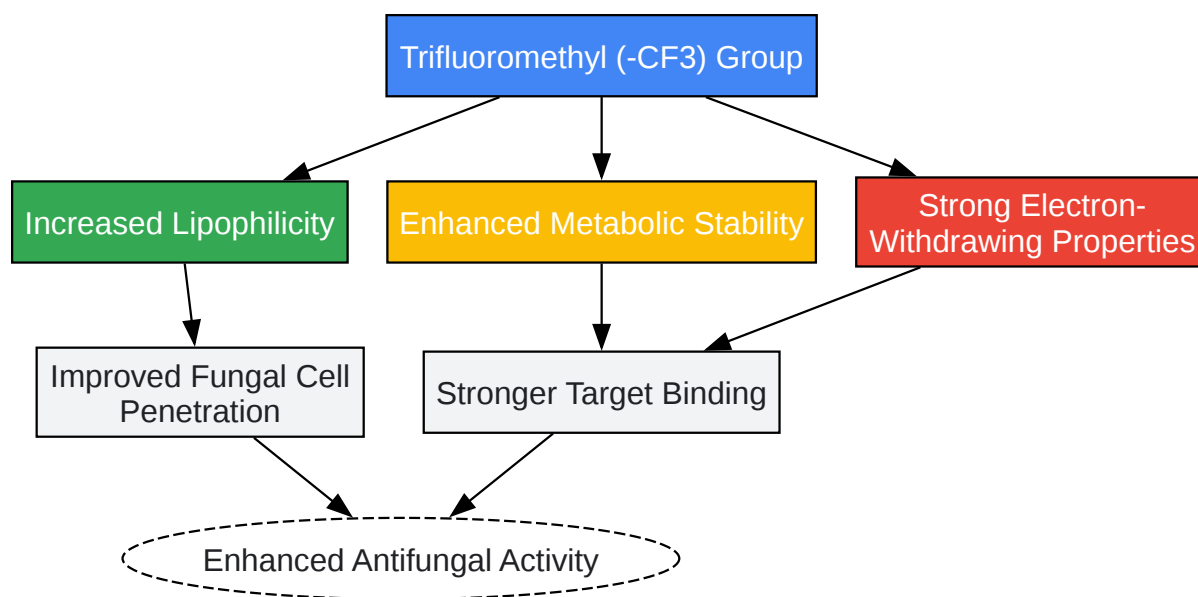 Trifluoromethyl (-CF3) Group
Increased Lipophilicity
Enhanced Metabolic Stability
Strong Electron-
Withdrawing Properties
Improved Fungal Cell
Penetration
Stronger Target Binding
Enhanced Antifungal Activity